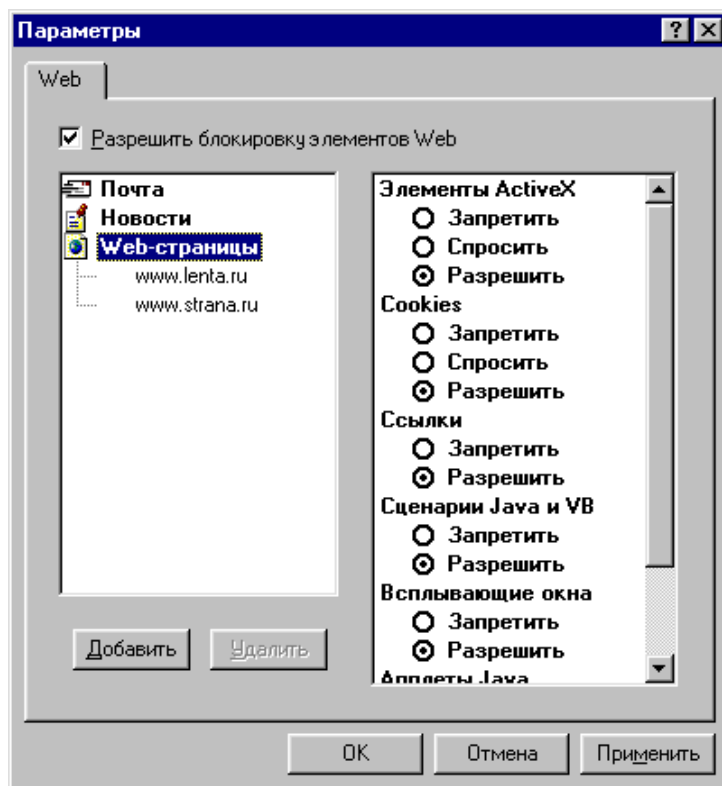 Параметры
Web
Разрешить блокировку элементов Web
Почта
Новости
Web-страницы
www.lenta.ru
www.strana.ru
Добавить
Удалить
Элементы ActiveX
Запретить
Спросить
Разрешить
Cookies
Запретить
Спросить
Разрешить
Ссылки
Запретить
Разрешить
Сценарии Java и VB
Запретить
Разрешить
Всплывающие окна
Запретить
Разрешить
Апплеты Java
OK
Отмена
Применить